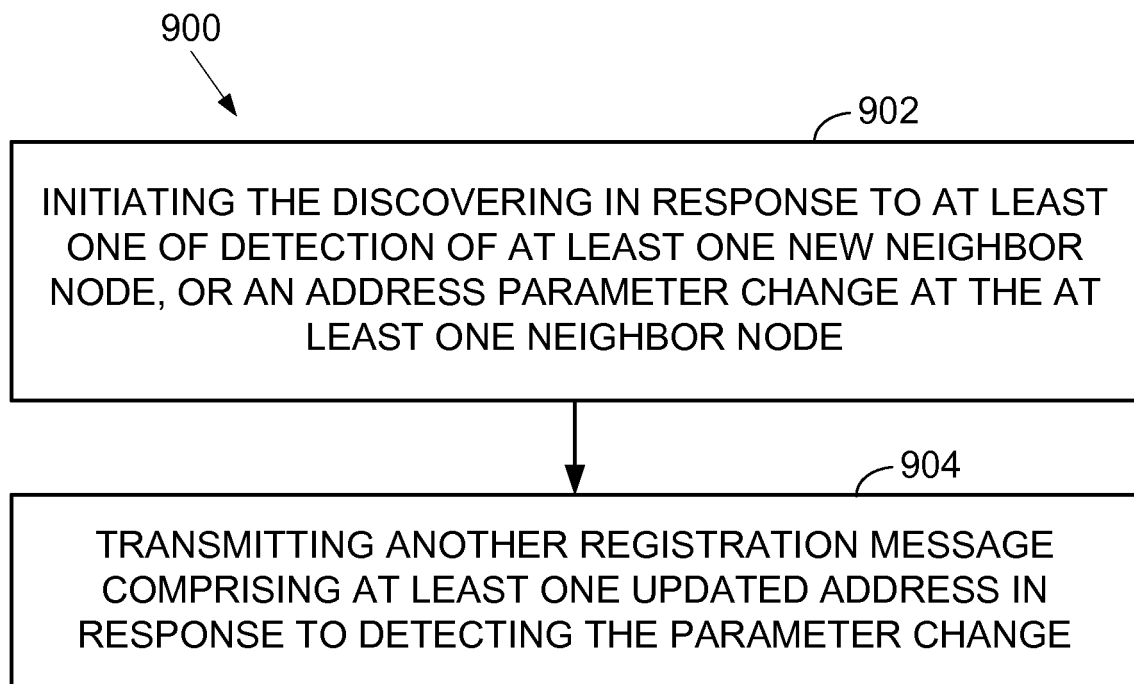 900
902
INITIATING THE DISCOVERING IN RESPONSE TO AT LEAST
ONE OF DETECTION OF AT LEAST ONE NEW NEIGHBOR
NODE, OR AN ADDRESS PARAMETER CHANGE AT THE AT
LEAST ONE NEIGHBOR NODE
904
TRANSMITTING ANOTHER REGISTRATION MESSAGE
COMPRISING AT LEAST ONE UPDATED ADDRESS IN
RESPONSE TO DETECTING THE PARAMETER CHANGE